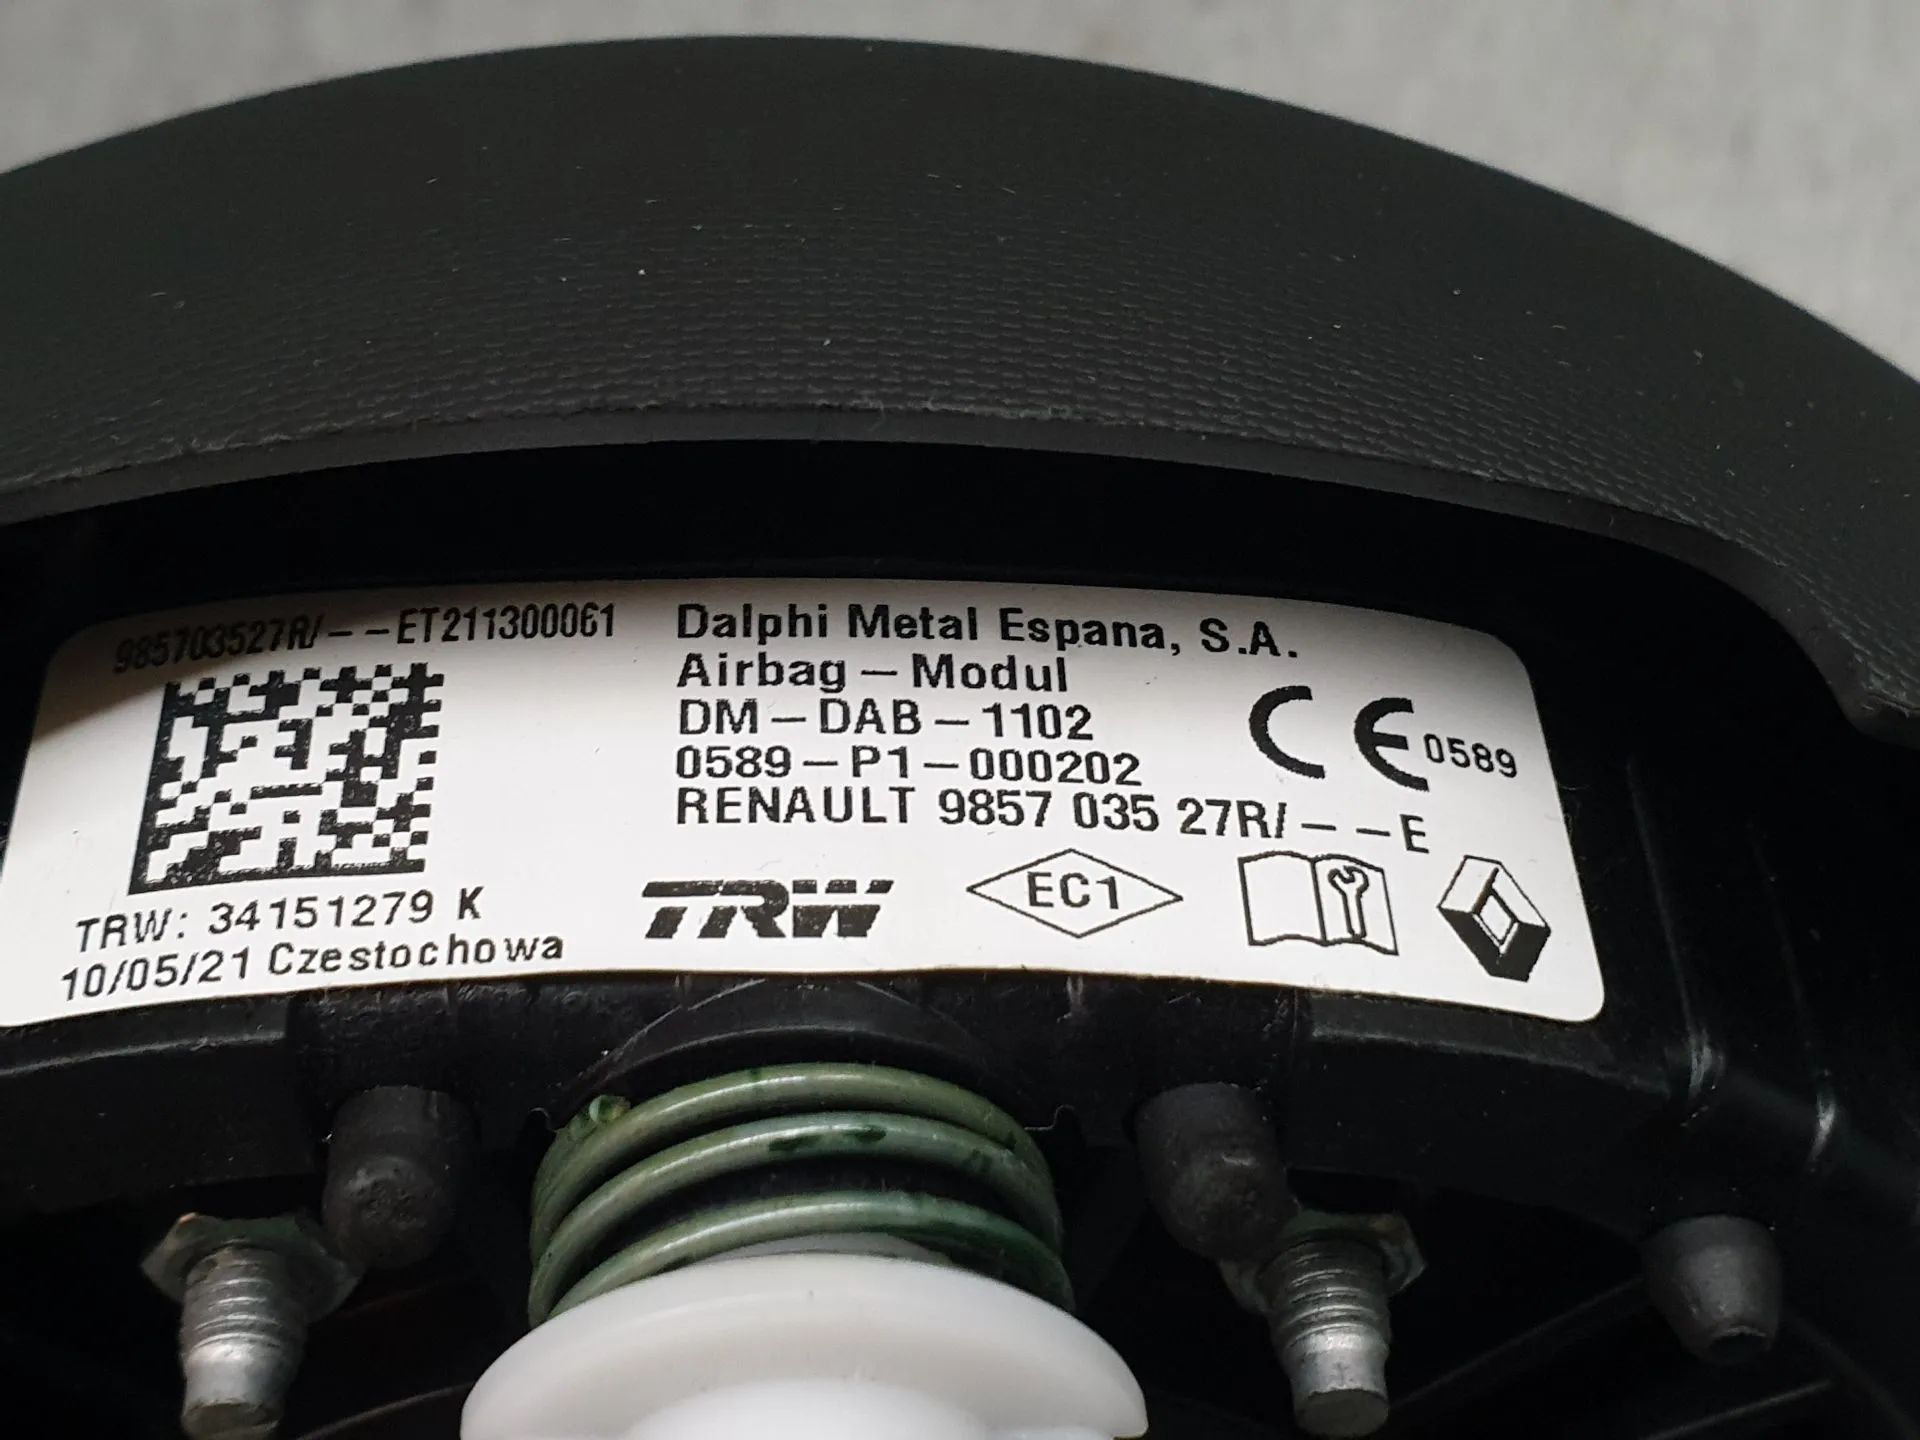 985703527R/--ET211300061
TRW: 34151279 K
10/05/21 Czestochowa
Dalphi Metal Espana, S.A.
Airbag-Modul
DM-DAB-1102
0589-P1-000202
RENAULT 9857 035 27R/--E
CE 0589
TRW
EC1